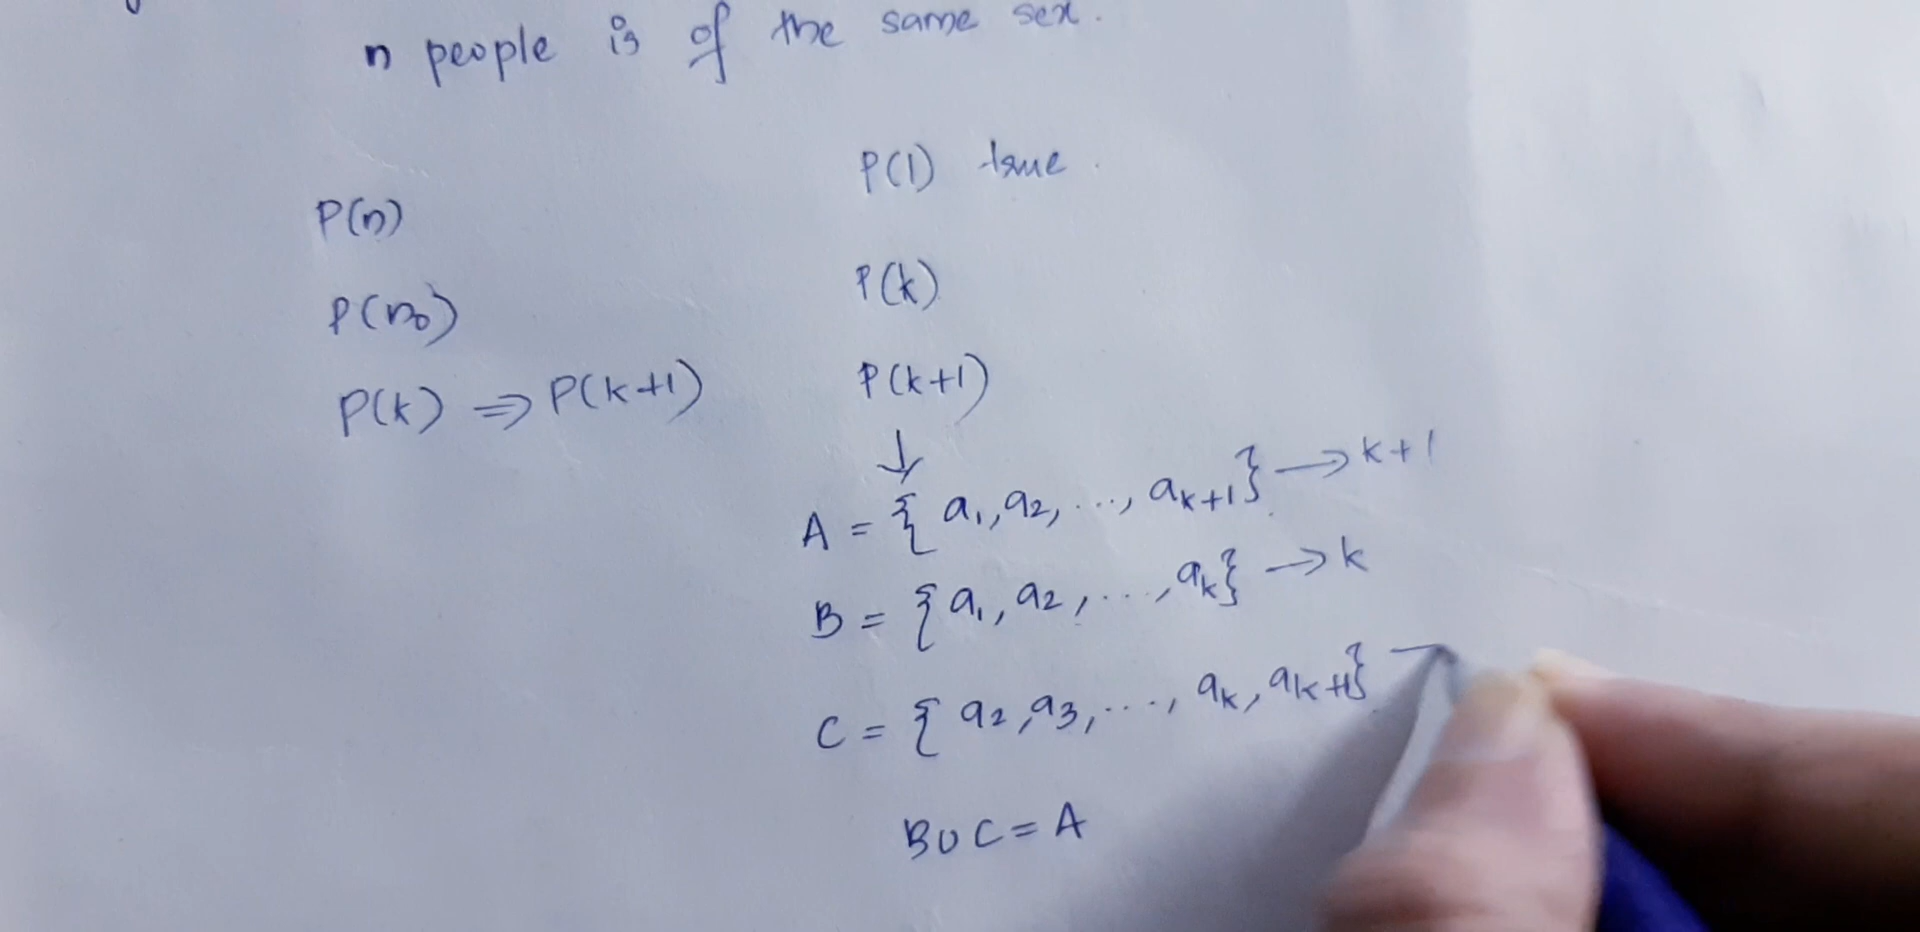 n people is of the same sex.
P(1) true.
P(n)
P(k)
P(n₀)
P(k+1)
P(k) ⇒ P(k+1)
↓
A = { a₁, a₂, ..., aₖ₊₁} → k+1
B = { a₁, a₂, ..., aₖ} → k
C = { a₂, a₃, ..., aₖ, aₖ₊₁} →
B ∪ C = A